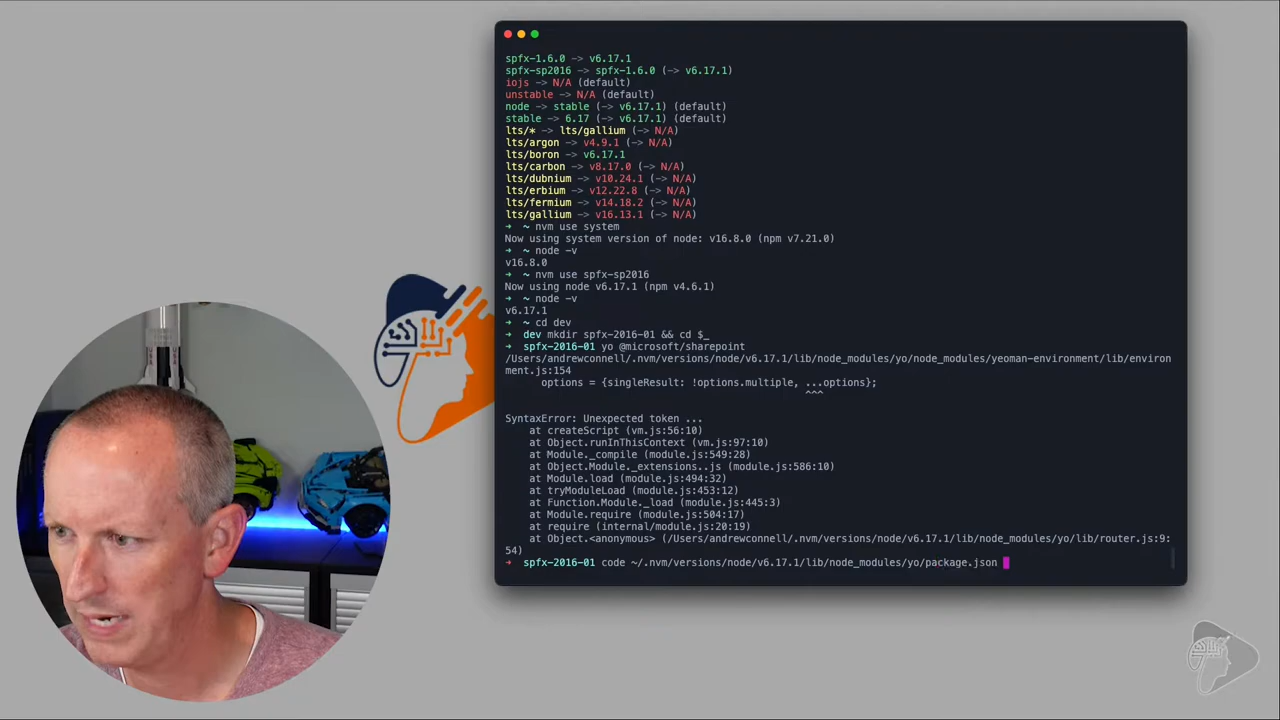 spfx-1.6.0 -> v6.17.1
spfx-sp2016 -> spfx-1.6.0 (-> v6.17.1)
iojs -> N/A (default)
unstable -> N/A (default)
node -> stable (-> v6.17.1) (default)
stable -> 6.17 (-> v6.17.1) (default)
lts/* -> lts/gallium (-> N/A)
lts/argon -> v4.9.1 (-> N/A)
lts/boron -> v6.17.1
lts/carbon -> v8.17.0 (-> N/A)
lts/dubnium -> v10.24.1 (-> N/A)
lts/erbium -> v12.22.8 (-> N/A)
lts/fermium -> v14.18.2 (-> N/A)
lts/gallium -> v16.13.1 (-> N/A)
➜ ~ nvm use system
Now using system version of node: v16.8.0 (npm v7.21.0)
➜ ~ node -v
v16.8.0
➜ ~ nvm use spfx-sp2016
Now using node v6.17.1 (npm v4.6.1)
➜ ~ node -v
v6.17.1
➜ ~ cd dev
➜ dev mkdir spfx-2016-01 && cd $_
➜ spfx-2016-01 yo @microsoft/sharepoint
/Users/andrewconnell/.nvm/versions/node/v6.17.1/lib/node_modules/yo/node_modules/yeoman-environment/lib/environ
ment.js:154
options = {singleResult: !options.multiple, ...options};
^^^
SyntaxError: Unexpected token ...
at createScript (vm.js:56:10)
at Object.runInThisContext (vm.js:97:10)
at Module._compile (module.js:549:28)
at Object.Module._extensions..js (module.js:586:10)
at Module.load (module.js:494:32)
at tryModuleLoad (module.js:453:12)
at Function.Module._load (module.js:445:3)
at Module.require (module.js:504:17)
at require (internal/module.js:20:19)
at Object.<anonymous> (/Users/andrewconnell/.nvm/versions/node/v6.17.1/lib/node_modules/yo/lib/router.js:9:
54)
➜ spfx-2016-01 code ~/.nvm/versions/node/v6.17.1/lib/node_modules/yo/package.json